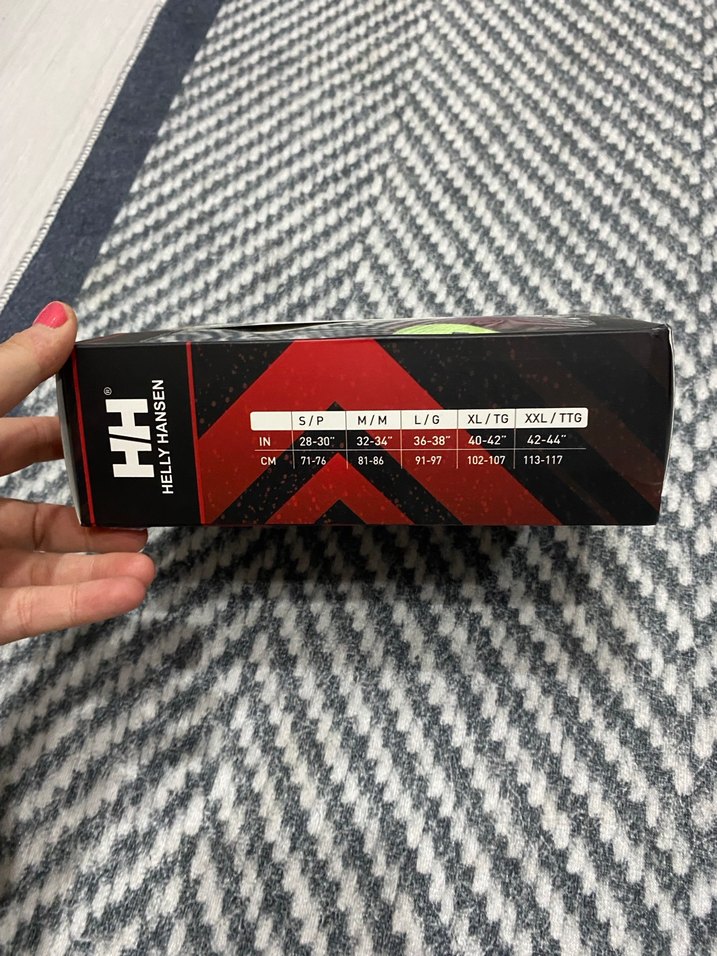 HH®
HELLY HANSEN
S / P M / M L / G XL / TG XXL / TTG
IN 28-30" 32-34" 36-38" 40-42" 42-44"
CM 71-76 81-86 91-97 102-107 113-117